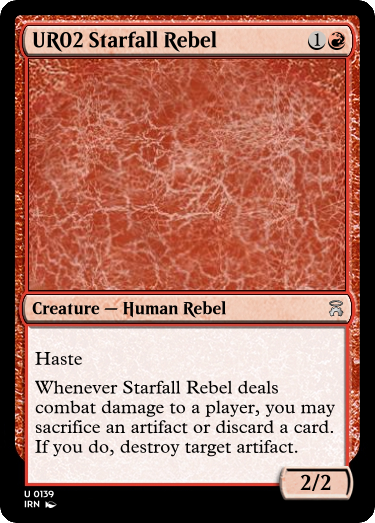 UR02 Starfall Rebel 1
Creature — Human Rebel
Haste
Whenever Starfall Rebel deals
combat damage to a player, you may
sacrifice an artifact or discard a card.
If you do, destroy target artifact.
2/2
U 0139
IRN